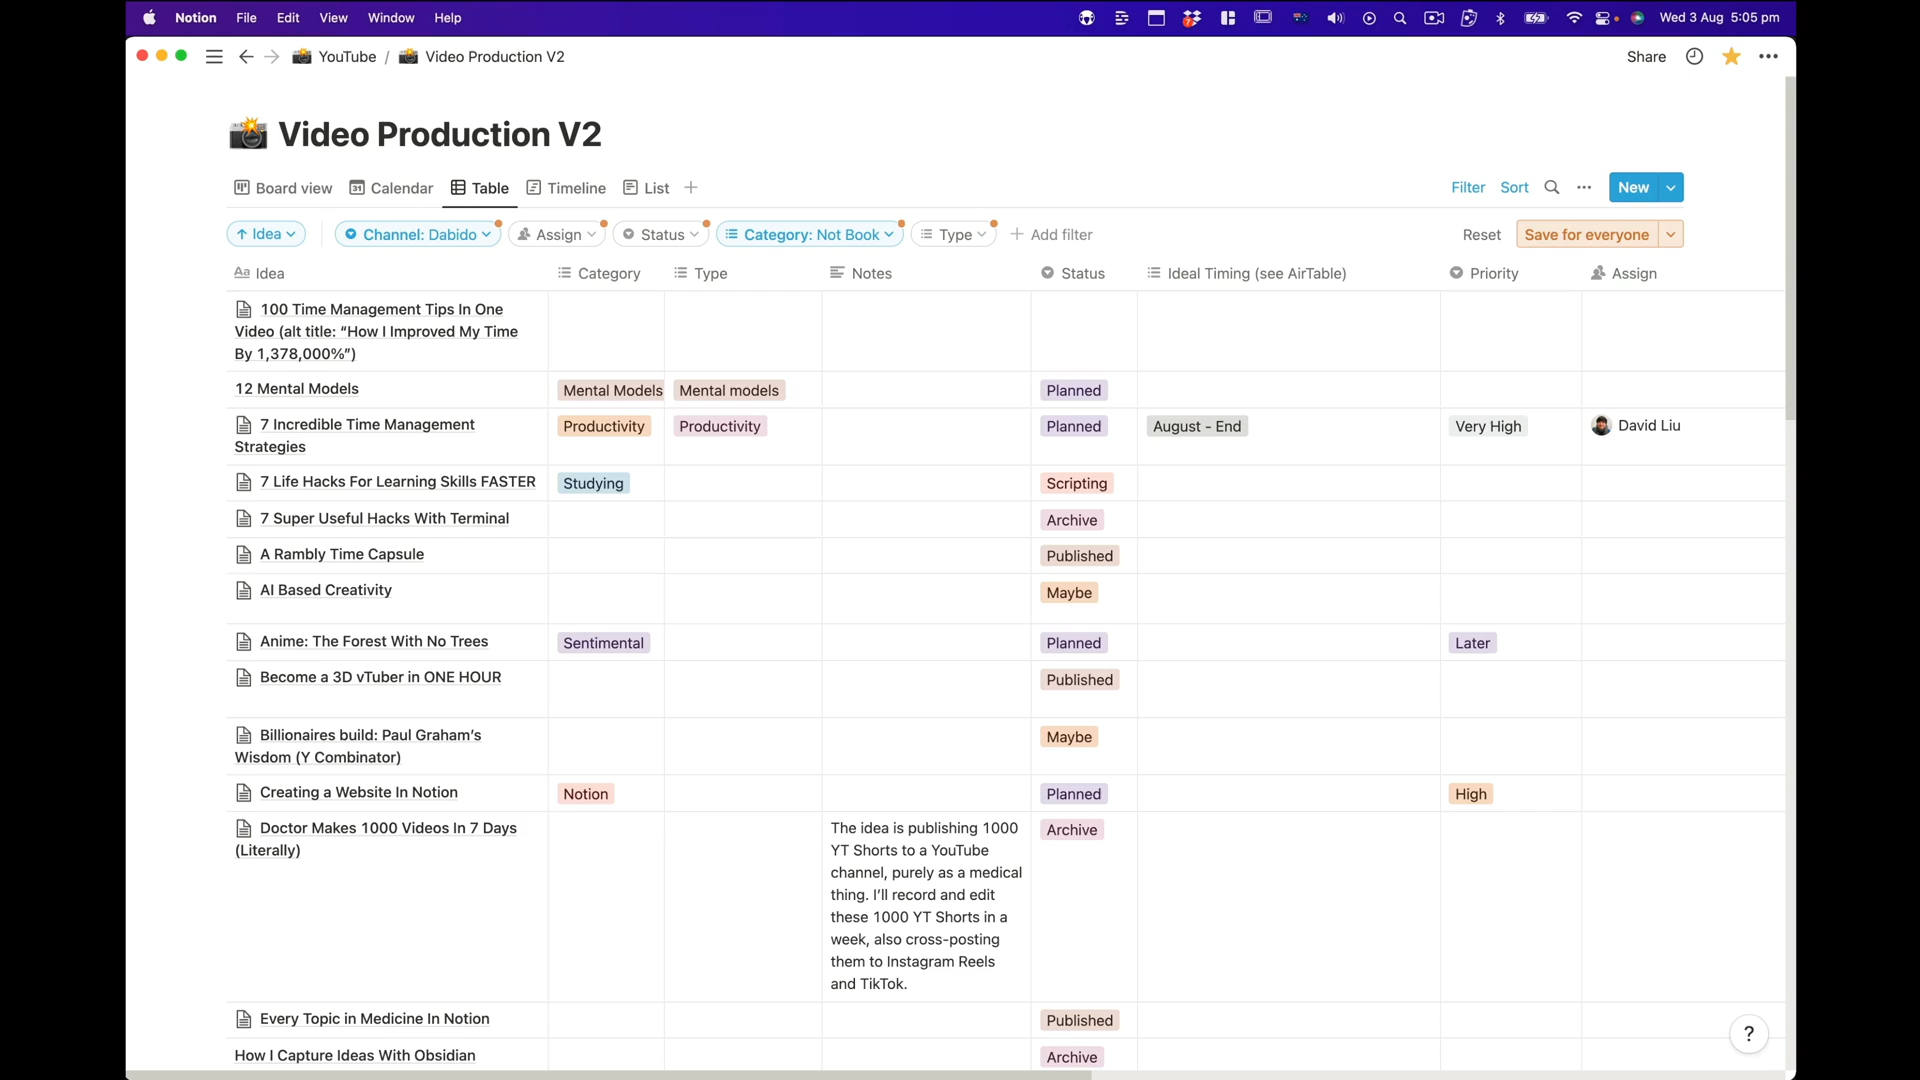 Notion File Edit View Window Help
7
Wed 3 Aug 5:05 pm
YouTube / Video Production V2
Share
Video Production V2
Board view 31 Calendar Table Timeline List
Filter Sort New
Idea Channel: Dabido Assign Status Category: Not Book Type Add filter
Reset Save for everyone
Aa Idea Category Type Notes Status Ideal Timing (see AirTable) Priority Assign
100 Time Management Tips In One
Video (alt title: “How I Improved My Time
By 1,378,000%”)
12 Mental Models Mental Models Mental models Planned
7 Incredible Time Management
Strategies
Productivity Productivity Planned August - End Very High David Liu
7 Life Hacks For Learning Skills FASTER Studying Scripting
7 Super Useful Hacks With Terminal Archive
A Rambly Time Capsule Published
AI Based Creativity Maybe
Anime: The Forest With No Trees Sentimental Planned Later
Become a 3D vTuber in ONE HOUR Published
Billionaires build: Paul Graham’s
Wisdom (Y Combinator)
Maybe
Creating a Website In Notion Notion Planned High
Doctor Makes 1000 Videos In 7 Days
(Literally)
The idea is publishing 1000
YT Shorts to a YouTube
channel, purely as a medical
thing. I’ll record and edit
these 1000 YT Shorts in a
week, also cross-posting
them to Instagram Reels
and TikTok.
Archive
Every Topic in Medicine In Notion Published
How I Capture Ideas With Obsidian Archive
?